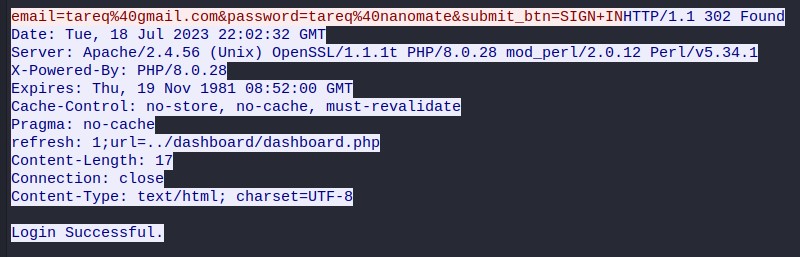 email=tareq%40gmail.com&password=tareq%40nanomate&submit_btn=SIGN+INHTTP/1.1 302 Found
Date: Tue, 18 Jul 2023 22:02:32 GMT
Server: Apache/2.4.56 (Unix) OpenSSL/1.1.1t PHP/8.0.28 mod_perl/2.0.12 Perl/v5.34.1
X-Powered-By: PHP/8.0.28
Expires: Thu, 19 Nov 1981 08:52:00 GMT
Cache-Control: no-store, no-cache, must-revalidate
Pragma: no-cache
refresh: 1;url=../dashboard/dashboard.php
Content-Length: 17
Connection: close
Content-Type: text/html; charset=UTF-8
Login Successful.